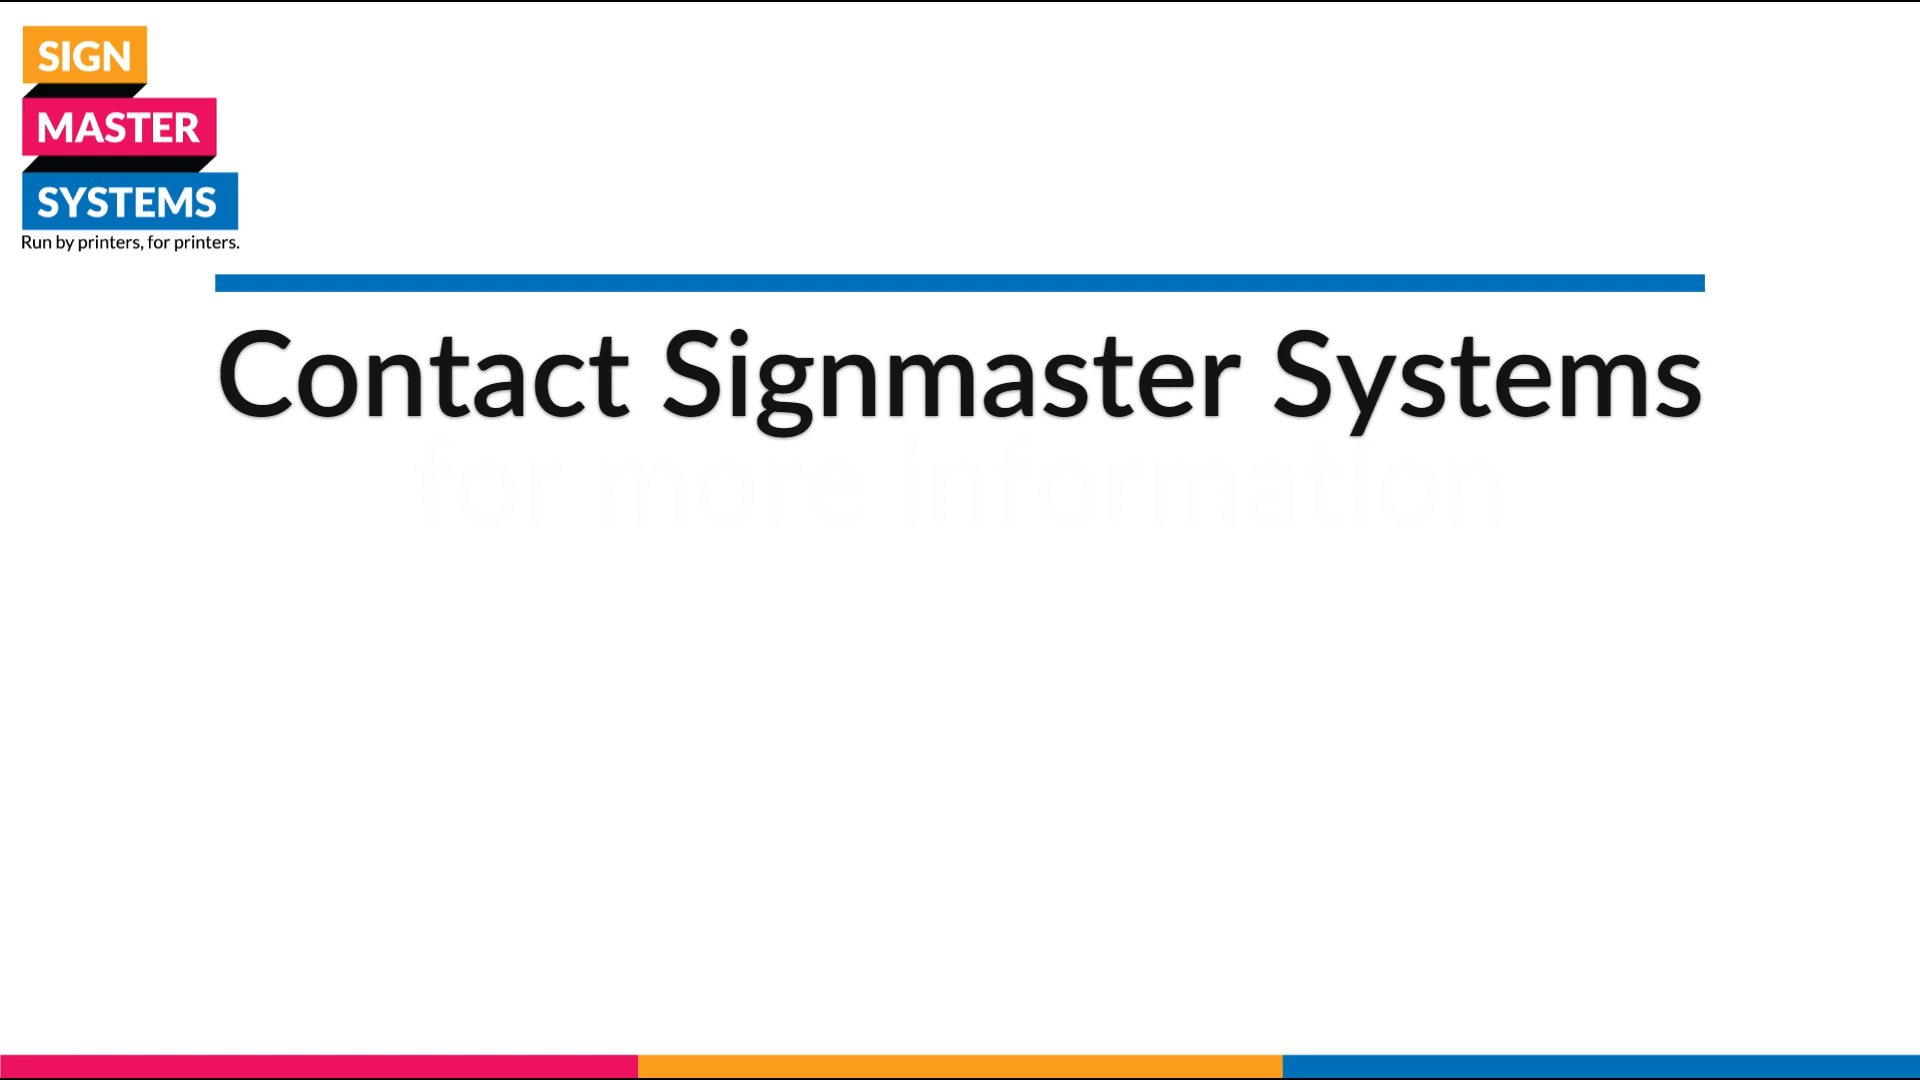 SIGN
MASTER
SYSTEMS
Run by printers, for printers.
Contact Signmaster Systems
for more information